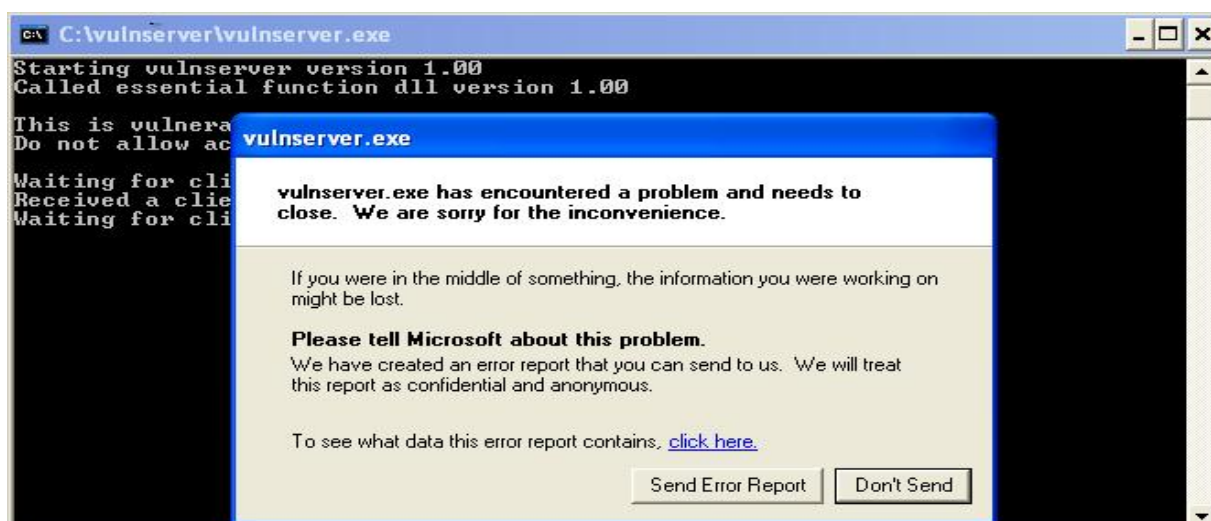 C:\vulnserver\vulnserver.exe
Starting vulnserver version 1.00
Called essential function dll version 1.00
This is vulnera
Do not allow ac
Waiting for cli
Received a clie
Waiting for cli
vulnserver.exe
vulnserver.exe has encountered a problem and needs to
close. We are sorry for the inconvenience.
If you were in the middle of something, the information you were working on
might be lost.
Please tell Microsoft about this problem.
We have created an error report that you can send to us. We will treat
this report as confidential and anonymous.
To see what data this error report contains, click here.
Send Error Report Don't Send